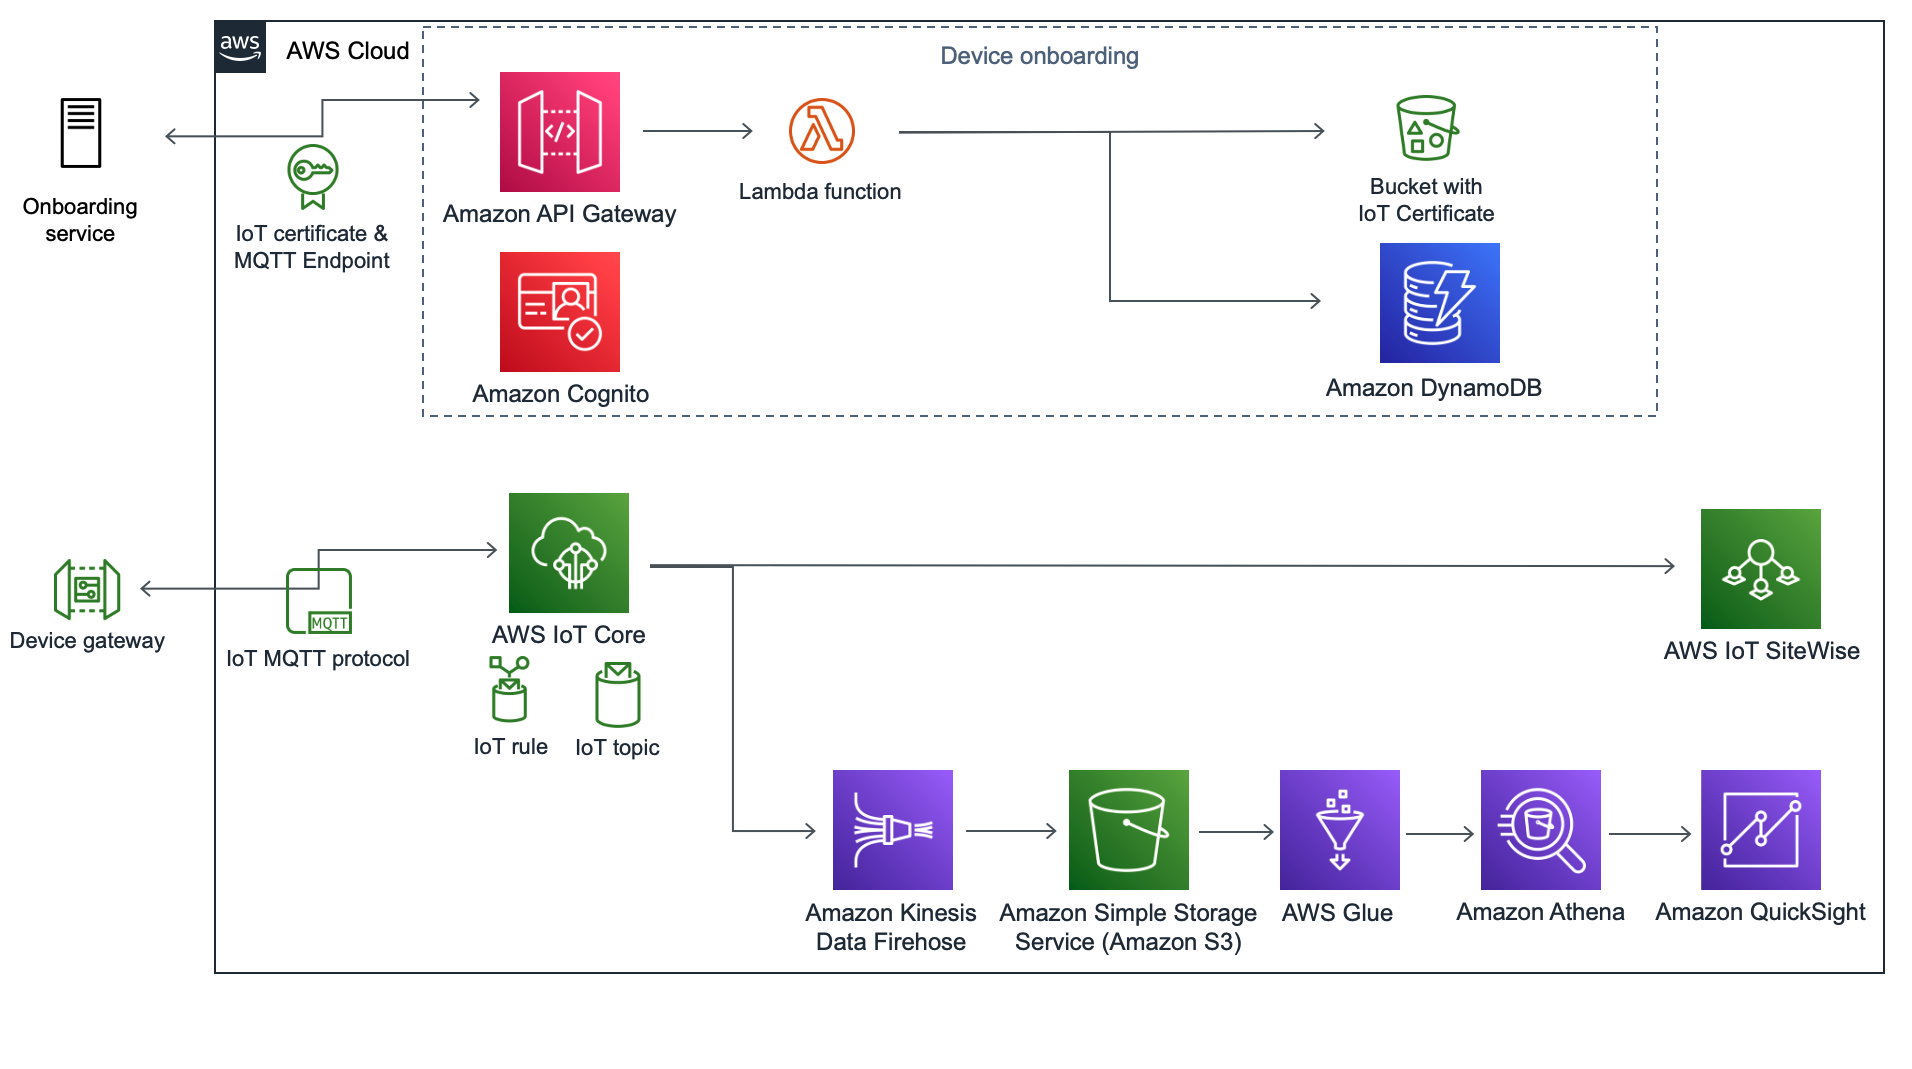 aws
AWS Cloud
Device onboarding
Onboarding
service
IoT certificate &
MQTT Endpoint
</>
Amazon API Gateway
Lambda function
Bucket with
IoT Certificate
Amazon Cognito
Amazon DynamoDB
Device gateway
MQTT
IoT MQTT protocol
AWS IoT Core
IoT rule
IoT topic
AWS IoT SiteWise
Amazon Kinesis
Data Firehose
Amazon Simple Storage
Service (Amazon S3)
AWS Glue
Amazon Athena
Amazon QuickSight